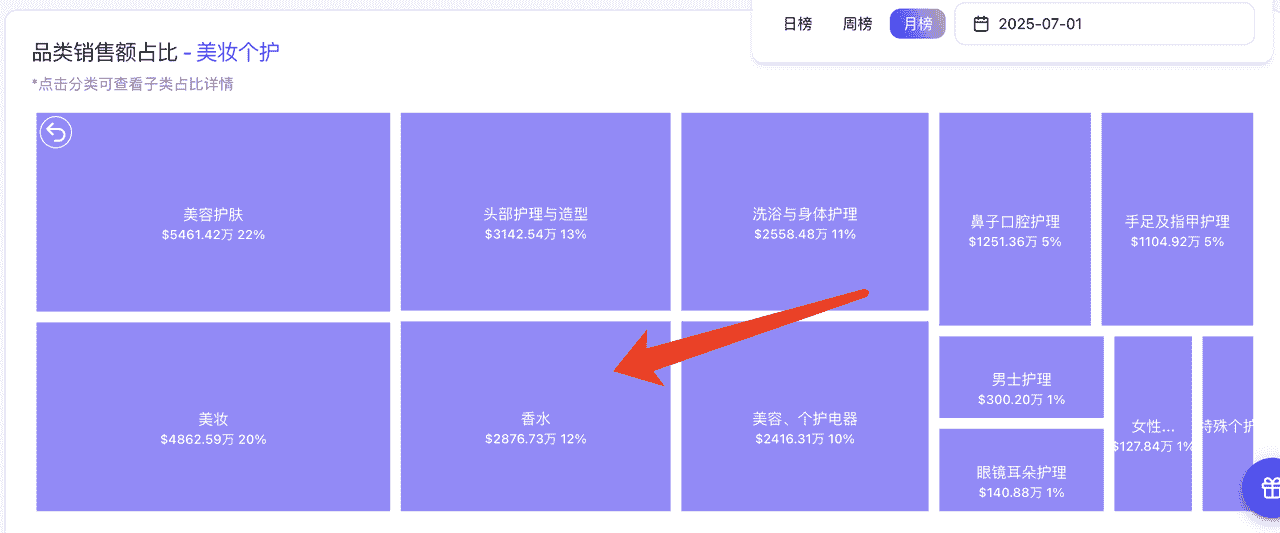 日榜
周榜
月榜
2025-07-01
品类销售额占比 - 美妆个护
*点击分类可查看子类占比详情
美容护肤
$5461.42万 22%
头部护理与造型
$3142.54万 13%
洗浴与身体护理
$2558.48万 11%
鼻子口腔护理
$1251.36万 5%
手足及指甲护理
$1104.92万 5%
美妆
$4862.59万 20%
香水
$2876.73万 12%
美容、个护电器
$2416.31万 10%
男士护理
$300.20万 1%
眼镜耳朵护理
$140.88万 1%
女性...
$127.84万 1%
特殊个护